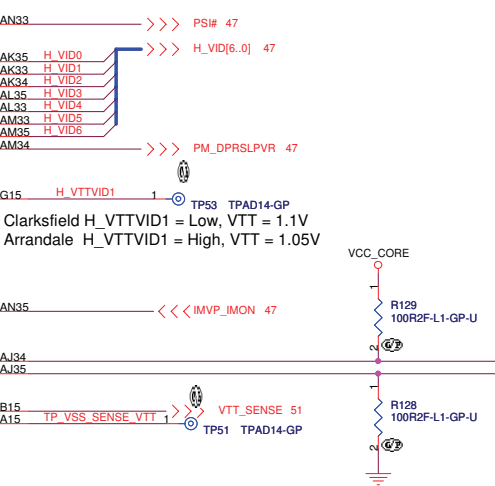 AN33 PSI# 47
H_VID[6..0] 47
AK35 H_VID0
AK33 H_VID1
AK34 H_VID2
AL35 H_VID3
AL33 H_VID4
AM33 H_VID5
AM35 H_VID6
AM34 PM_DPRSLPVR 47
G15 H_VTTVID1 1
TP53 TPAD14-GP
Clarksfield H_VTTVID1 = Low, VTT = 1.1V
Arrandale H_VTTVID1 = High, VTT = 1.05V
VCC_CORE
1
R129
AN35 IMVP_IMON 47
100R2F-L1-GP-U
2
AJ34
AJ35
1
R128
B15 VTT_SENSE 51
100R2F-L1-GP-U
A15 TP_VSS_SENSE_VTT 1
TP51 TPAD14-GP
2